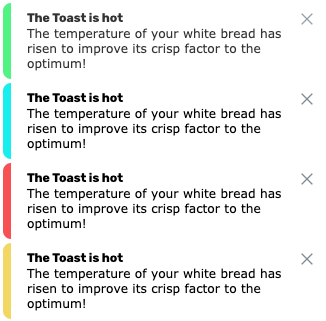 The Toast is hot
The temperature of your white bread has
risen to improve its crisp factor to the
optimum!
The Toast is hot
The temperature of your white bread has
risen to improve its crisp factor to the
optimum!
The Toast is hot
The temperature of your white bread has
risen to improve its crisp factor to the
optimum!
The Toast is hot
The temperature of your white bread has
risen to improve its crisp factor to the
optimum!